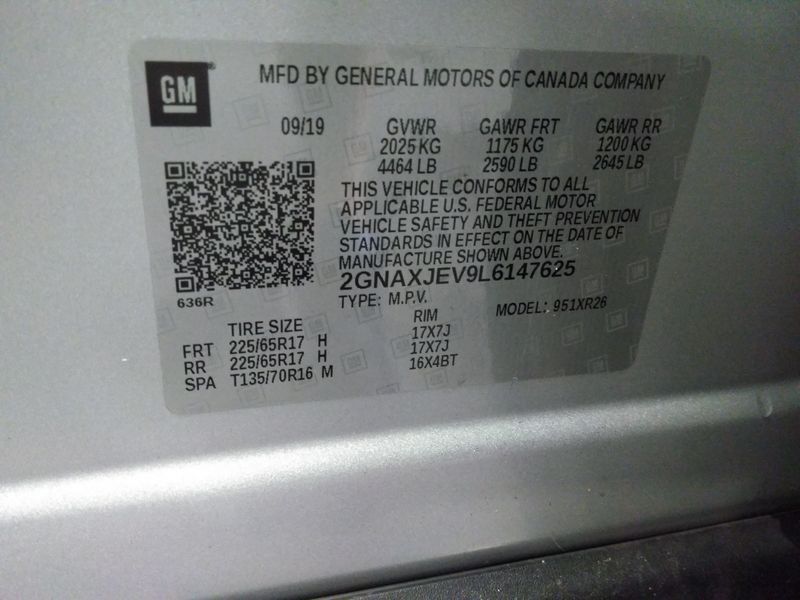 GM
MFD BY GENERAL MOTORS OF CANADA COMPANY
09/19 GVWR GAWR FRT GAWR RR
2025 KG 1175 KG 1200 KG
4464 LB 2590 LB 2645 LB
THIS VEHICLE CONFORMS TO ALL
APPLICABLE U.S. FEDERAL MOTOR
VEHICLE SAFETY AND THEFT PREVENTION
STANDARDS IN EFFECT ON THE DATE OF
MANUFACTURE SHOWN ABOVE.
2GNAXJEV9L6147625
636R TYPE: M.P.V. MODEL: 951XR26
TIRE SIZE RIM
FRT 225/65R17 H 17X7J
RR 225/65R17 H 17X7J
SPA T135/70R16 M 16X4BT